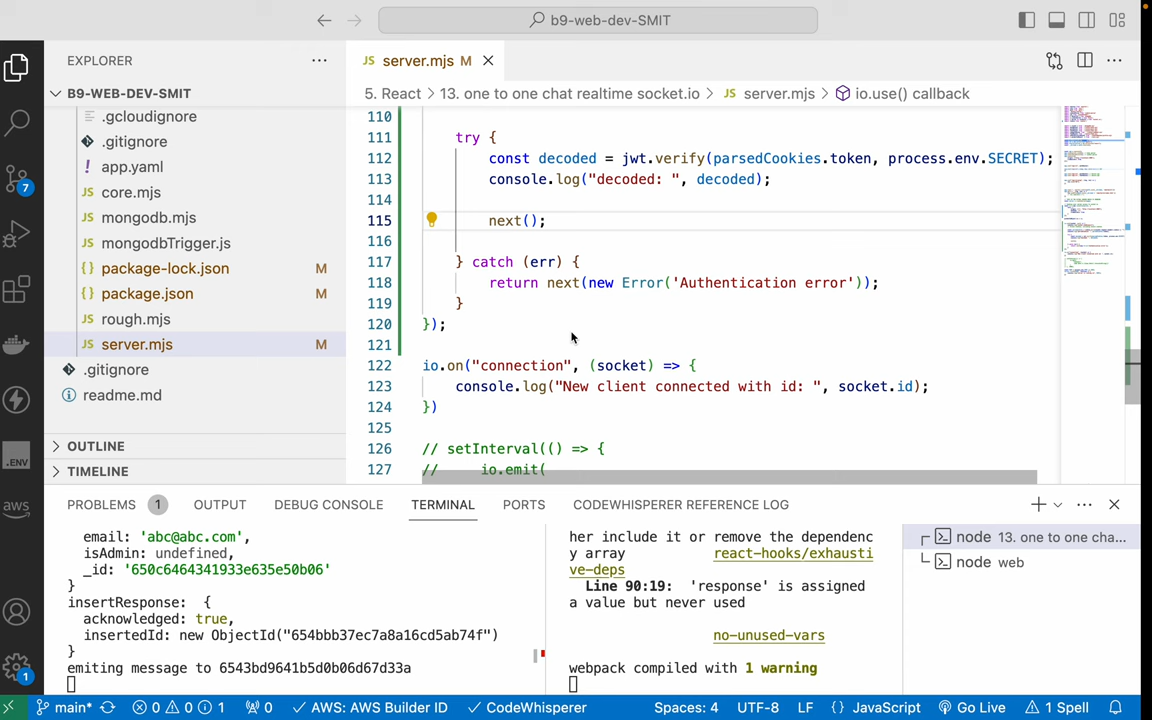 b9-web-dev-SMIT
EXPLORER
B9-WEB-DEV-SMIT
.gcloudignore
.gitignore
app.yaml
core.mjs
mongodb.mjs
mongodbTrigger.js
package-lock.json M
package.json M
rough.mjs
server.mjs M
.gitignore
readme.md
OUTLINE
TIMELINE
JS server.mjs M
5. React > 13. one to one chat realtime socket.io > JS server.mjs > io.use() callback
110
111 try {
112 const decoded = jwt.verify(parsedCookies.token, process.env.SECRET);
113 console.log("decoded: ", decoded);
114
115 next();
116
117 } catch (err) {
118 return next(new Error('Authentication error'));
119 }
120 });
121
122 io.on("connection", (socket) => {
123 console.log("New client connected with id: ", socket.id);
124 })
125
126 // setInterval(() => {
127 // io.emit(
PROBLEMS 1 OUTPUT DEBUG CONSOLE TERMINAL PORTS CODEWHISPERER REFERENCE LOG
email: 'abc@abc.com',
isAdmin: undefined,
_id: '650c6464341933e635e50b06'
}
insertResponse: {
acknowledged: true,
insertedId: new ObjectId("654bbb37ec7a8a16cd5ab74f")
}
emiting message to 6543bd9641b5d0b06d67d33a
her include it or remove the dependenc
y array react-hooks/exhausti
ve-deps
Line 90:19: 'response' is assigned
a value but never used
no-unused-vars
webpack compiled with 1 warning
node 13. one to one cha...
node web
.ENV
aws
7
1
main* 0 0 1 0 AWS: AWS Builder ID CodeWhisperer Spaces: 4 UTF-8 LF {} JavaScript Go Live 1 Spell